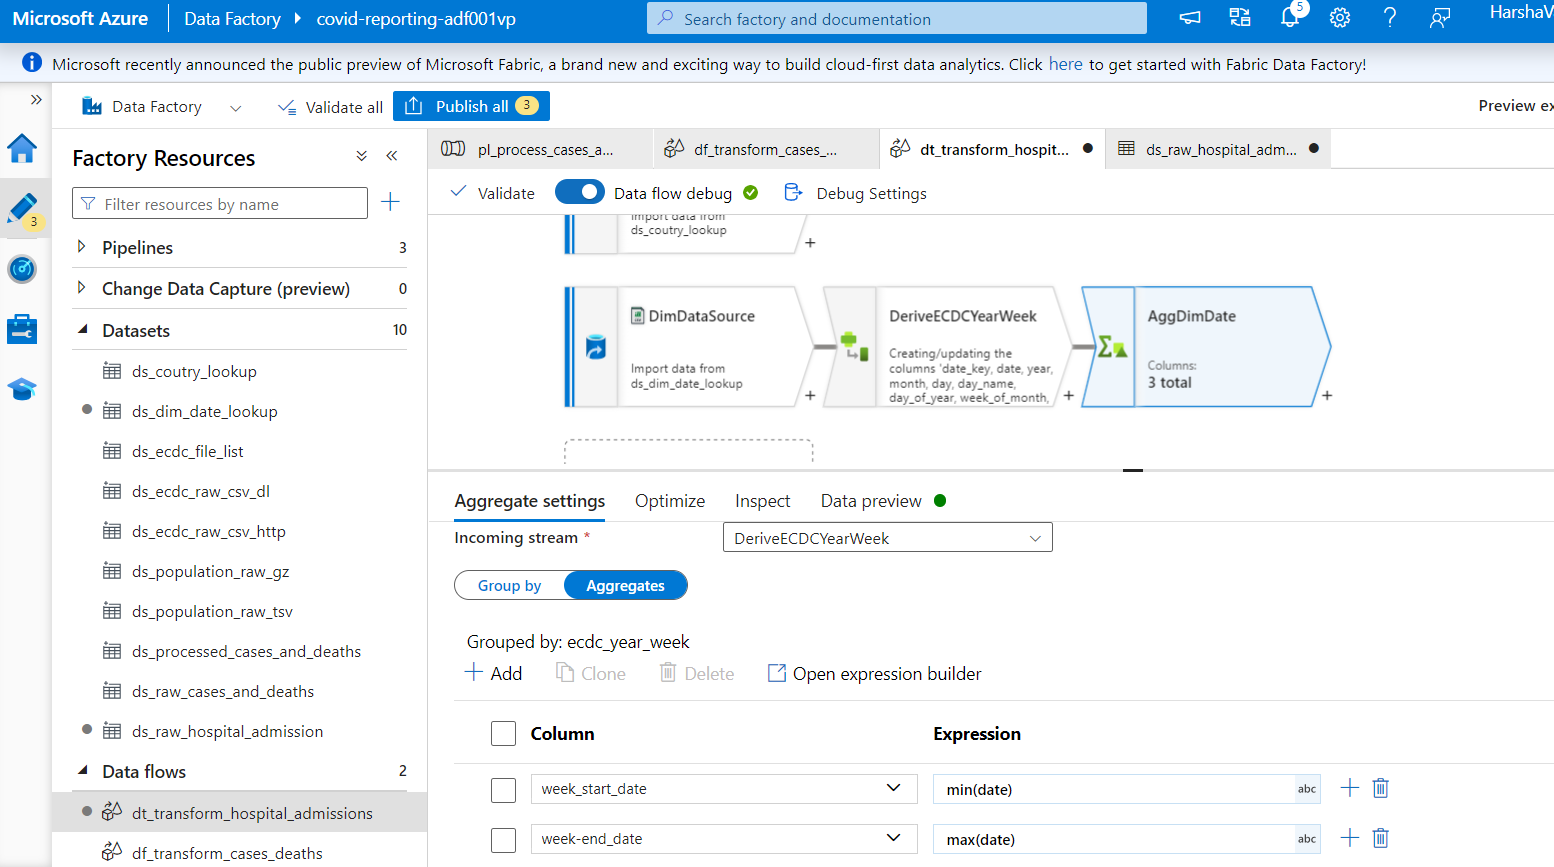 Microsoft Azure
Data Factory
covid-reporting-adf001vp
Search factory and documentation
5
HarshaV
Microsoft recently announced the public preview of Microsoft Fabric, a brand new and exciting way to build cloud-first data analytics. Click here to get started with Fabric Data Factory!
Data Factory
Validate all
Publish all 3
Preview ex
3
Factory Resources
Filter resources by name
Pipelines 3
Change Data Capture (preview) 0
Datasets 10
ds_coutry_lookup
ds_dim_date_lookup
ds_ecdc_file_list
ds_ecdc_raw_csv_dl
ds_ecdc_raw_csv_http
ds_population_raw_gz
ds_population_raw_tsv
ds_processed_cases_and_deaths
ds_raw_cases_and_deaths
ds_raw_hospital_admission
Data flows 2
dt_transform_hospital_admissions
df_transform_cases_deaths
pl_process_cases_a...
df_transform_cases_...
dt_transform_hospit...
ds_raw_hospital_adm...
Validate
Data flow debug
Debug Settings
Import data from
ds_coutry_lookup
DimDataSource
Import data from
ds_dim_date_lookup
DeriveECDCYearWeek
Creating/updating the
columns 'date_key, date, year,
month, day, day_name,
day_of_year, week_of_month,
AggDimDate
Columns:
3 total
Aggregate settings
Optimize
Inspect
Data preview
Incoming stream *
DeriveECDCYearWeek
Group by
Aggregates
Grouped by: ecdc_year_week
Add
Clone
Delete
Open expression builder
Column
Expression
week_start_date
min(date)
abc
week-end_date
max(date)
abc